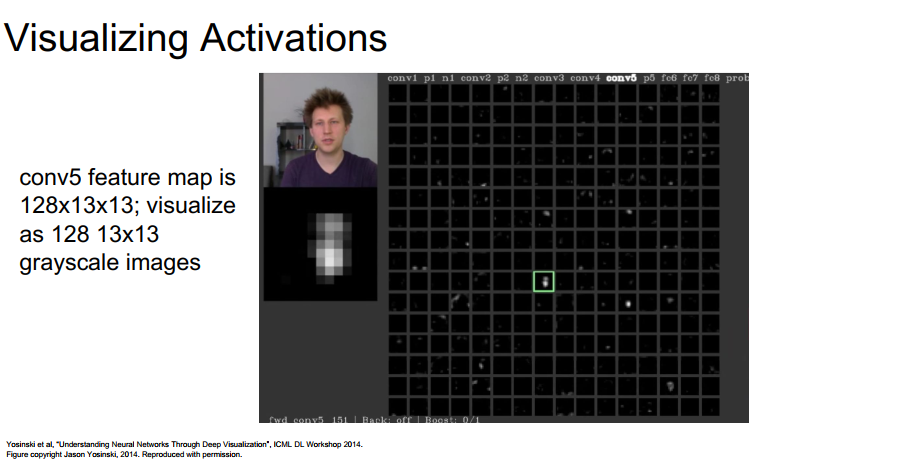 Visualizing Activations
conv1 p1 n1 conv2 p2 n2 conv3 conv4 conv5 p5 fc6 fc7 fc8 prob
conv5 feature map is
128x13x13; visualize
as 128 13x13
grayscale images
fwd conv5_151 | Back: off | Boost: 0/1
Yosinski et al, "Understanding Neural Networks Through Deep Visualization", ICML DL Workshop 2014.
Figure copyright Jason Yosinski, 2014. Reproduced with permission.